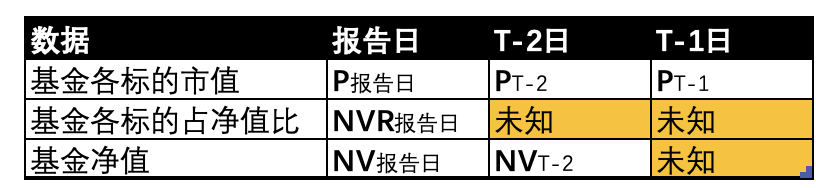 数据 报告日 T-2日 T-1日
基金各标的市值 P报告日 PT-2 PT-1
基金各标的占净值比 NVR报告日 未知 未知
基金净值 NV报告日 NVT-2 未知